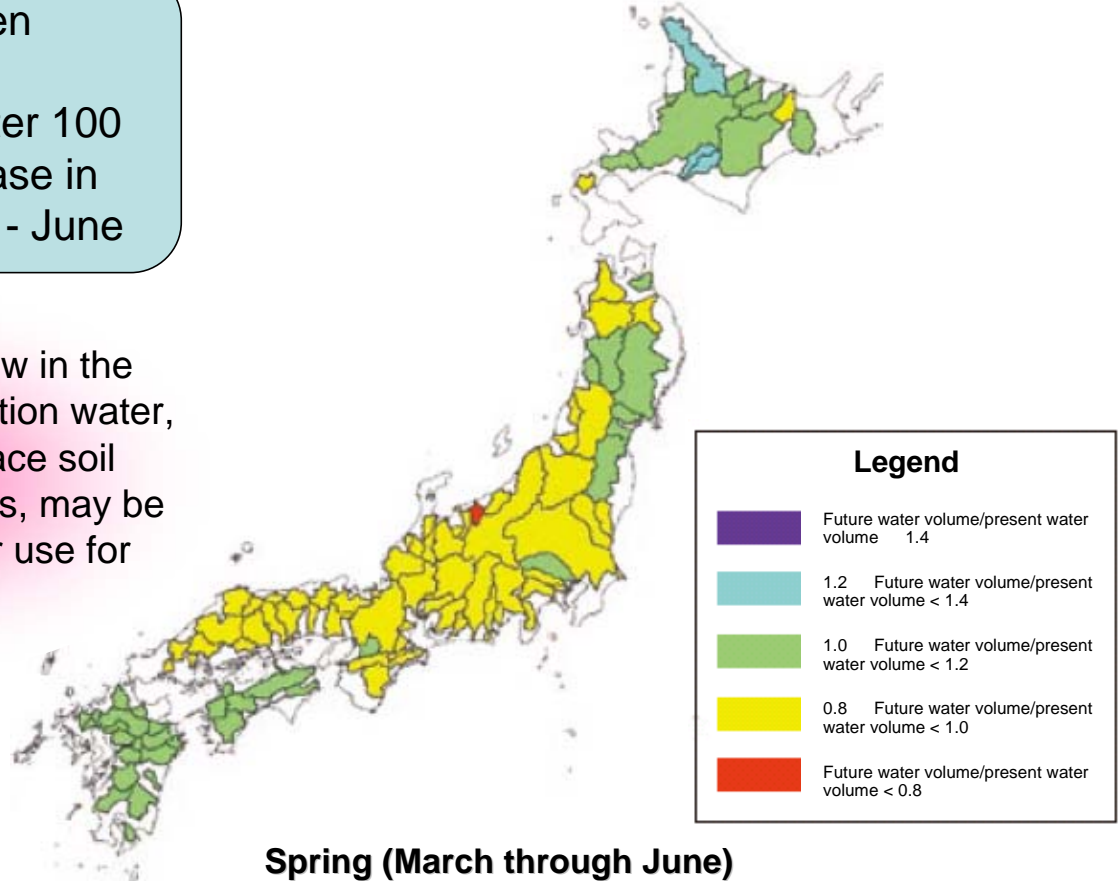 en
er 100
ase in
- June
w in the
tion water,
ace soil
s, may be
r use for
Legend
Future water volume/present water
volume 1.4
1.2 Future water volume/present
water volume < 1.4
1.0 Future water volume/present
water volume < 1.2
0.8 Future water volume/present
water volume < 1.0
Future water volume/present water
volume < 0.8
Spring (March through June)